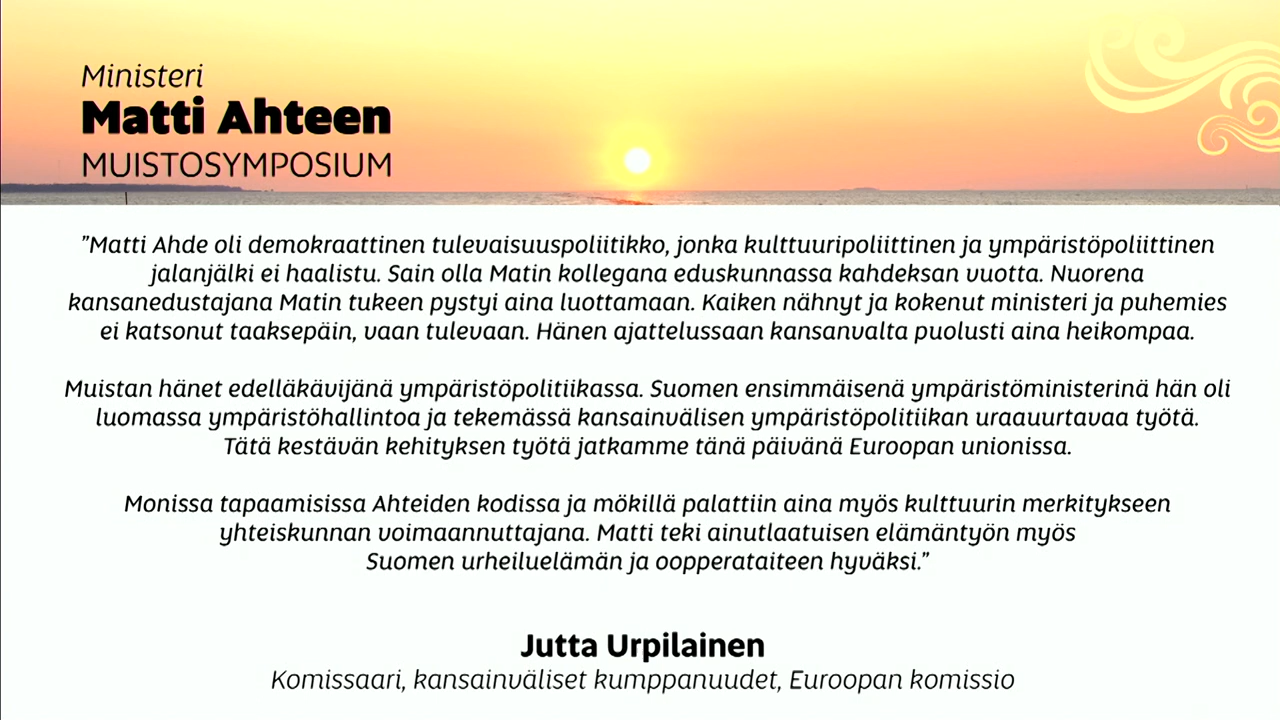 Ministeri
Matti Ahteen
MUISTOSYMPOSIUM
”Matti Ahde oli demokraattinen tulevaisuuspoliitikko, jonka kulttuuripoliittinen ja ympäristöpoliittinen
jalanjälki ei haalistu. Sain olla Matin kollegana eduskunnassa kahdeksan vuotta. Nuorena
kansanedustajana Matin tukeen pystyi aina luottamaan. Kaiken nähnyt ja kokenut ministeri ja puhemies
ei katsonut taaksepäin, vaan tulevaan. Hänen ajattelussaan kansanvalta puolusti aina heikompaa.
Muistan hänet edelläkävijänä ympäristöpolitiikassa. Suomen ensimmäisenä ympäristöministerinä hän oli
luomassa ympäristöhallintoa ja tekemässä kansainvälisen ympäristöpolitiikan uraauurtavaa työtä.
Tätä kestävän kehityksen työtä jatkamme tänä päivänä Euroopan unionissa.
Monissa tapaamisissa Ahteiden kodissa ja mökillä palattiin aina myös kulttuurin merkitykseen
yhteiskunnan voimaannuttajana. Matti teki ainutlaatuisen elämäntyön myös
Suomen urheiluelämän ja oopperataiteen hyväksi.”
Jutta Urpilainen
Komissaari, kansainväliset kumppanuudet, Euroopan komissio